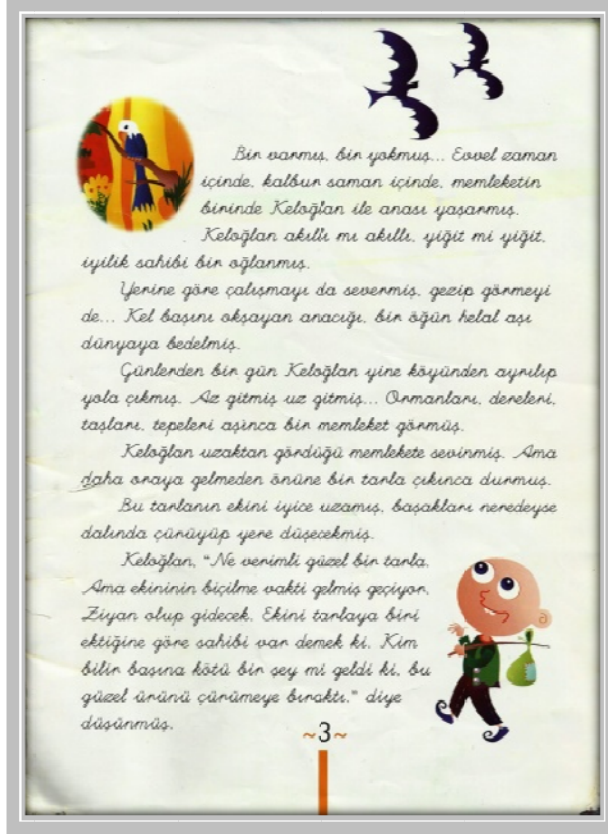 Bir varmış, bir yokmuş... Evvel zaman
içinde, kalbur saman içinde, memleketin
birinde Keloğlan ile anası yaşarmış.
Keloğlan akıllı mı akıllı, yiğit mi yiğit,
iyilik sahibi bir oğlanmış.
Yerine göre çalışmayı da severmiş, gezip görmeyi
de... Kel başını okşayan anacığı, bir öğün helal aşı
dünyaya bedelmiş.
Günlerden bir gün Keloğlan yine köyünden ayrılıp
yola çıkmış. Az gitmiş uz gitmiş... Ormanları, dereleri,
taşları, tepeleri aşınca bir memleket görmüş.
Keloğlan uzaktan gördüğü memlekete sevinmiş. Ama
daha oraya gelmeden önüne bir tarla çıkınca durmuş.
Bu tarlanın ekini iyice uzamış, başakları neredeyse
dalında çürüyüp yere düşecekmiş.
Keloğlan, "Ne verimli güzel bir tarla.
Ama ekininin biçilme vakti gelmiş geçiyor.
Ziyan olup gidecek. Ekini tarlaya biri
ektiğine göre sahibi var demek ki. Kim
bilir başına kötü bir şey mi geldi ki, bu
güzel ürünü çürümeye bıraktı." diye
düşünmüş.
~3~